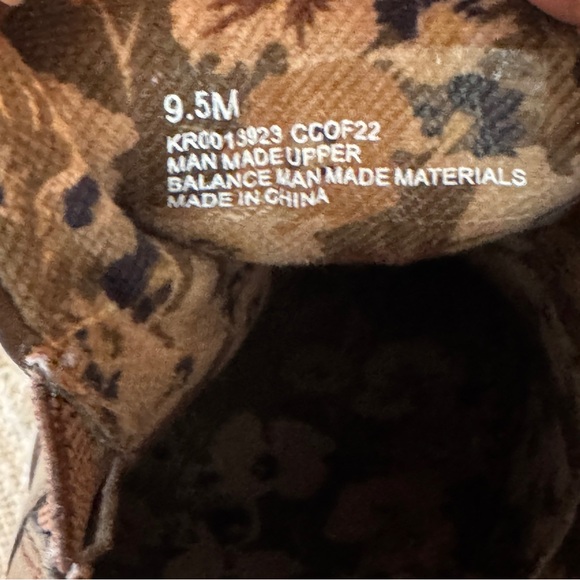 9.5M
KR0013923 CCOF22
MAN MADE UPPER
BALANCE MAN MADE MATERIALS
MADE IN CHINA